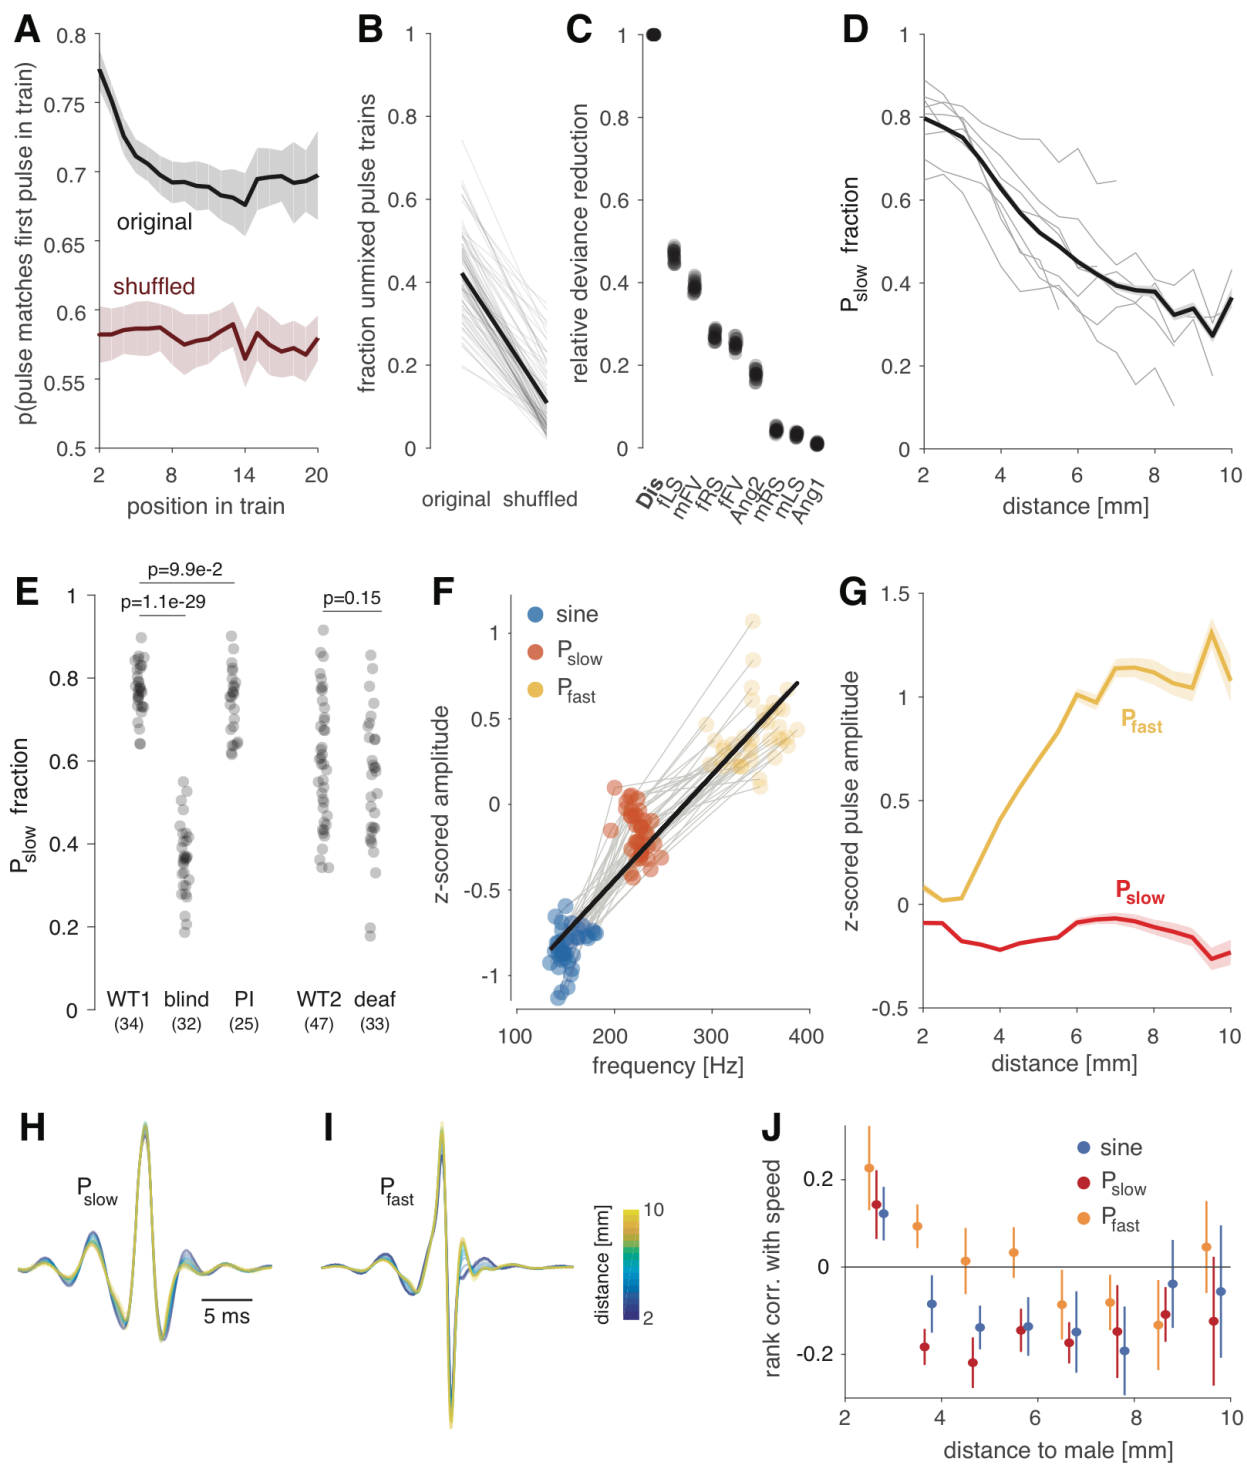 A
0.8
0.75
0.7
0.65
0.6
0.55
0.5
p(pulse matches first pulse in train)
original
shuffled
2
8
14
20
position in train
B
1
0.8
0.6
0.4
0.2
0
fraction unmixed pulse trains
original shuffled
C
1
0.8
0.6
0.4
0.2
0
relative deviance reduction
Dis
fLS
mFV
fRS
fFV
Ang2
mRS
mLS
Ang1
D
1
0.8
0.6
0.4
0.2
0
Pslow fraction
2
4
6
8
10
distance [mm]
E
p=9.9e-2
p=1.1e-29
p=0.15
1
0.8
0.6
0.4
0.2
0
Pslow fraction
WT1 blind PI WT2 deaf
(34) (32) (25) (47) (33)
F
sine
Pslow
Pfast
1
0.5
0
-0.5
-1
z-scored amplitude
100
200
300
400
frequency [Hz]
G
1.5
1
0.5
0
-0.5
z-scored pulse amplitude
Pfast
Pslow
2
4
6
8
10
distance [mm]
H
Pslow
5 ms
I
Pfast
distance [mm]
10
2
J
sine
Pslow
Pfast
0.2
0
-0.2
rank corr. with speed
2
4
6
8
10
distance to male [mm]